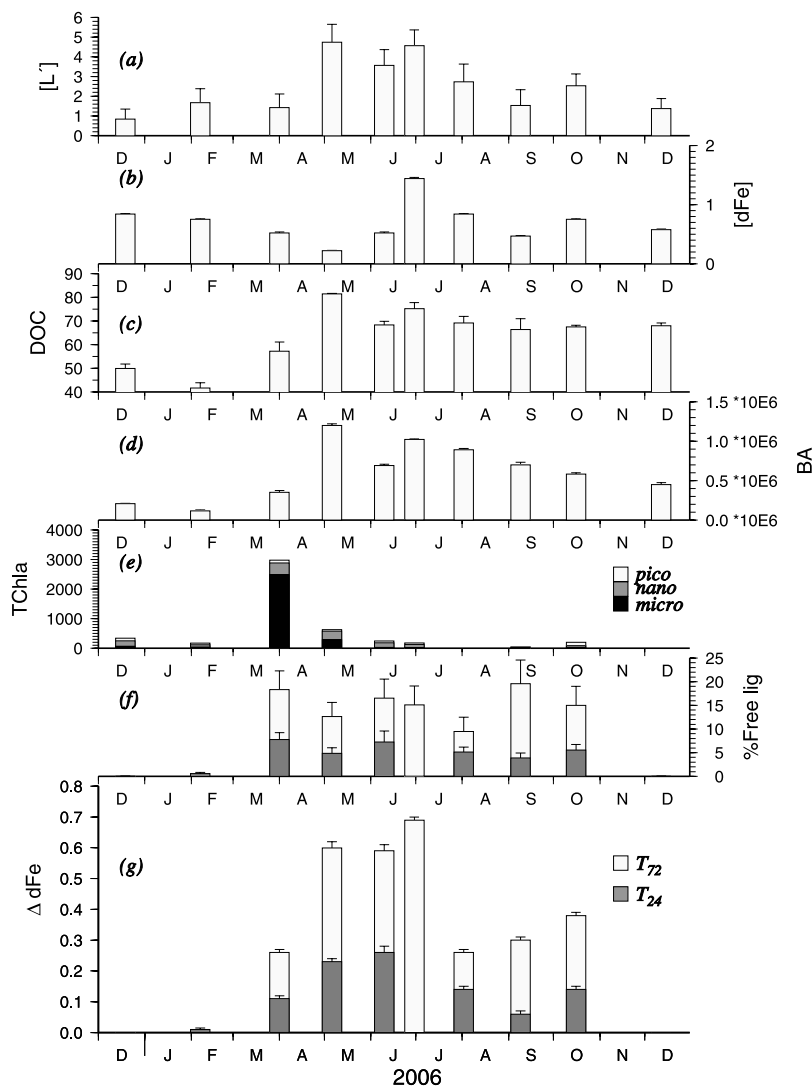 6
5
4
3
2
1
0
[L´]
(a)
D J F M A M J J A S O N D
2
1
0
[dFe]
(b)
D J F M A M J J A S O N D
90
80
70
60
50
40
DOC
(c)
D J F M A M J J A S O N D
1.5 *10E6
1.0 *10E6
0.5 *10E6
0.0 *10E6
BA
(d)
D J F M A M J J A S O N D
4000
3000
2000
1000
0
TChla
(e)
pico
nano
micro
D J F M A M J J A S O N D
25
20
15
10
5
0
%Free lig
(f)
D J F M A M J J A S O N D
0.8
0.7
0.6
0.5
0.4
0.3
0.2
0.1
0.0
Δ dFe
(g)
T72
T24
D J F M A M J J A S O N D
2006